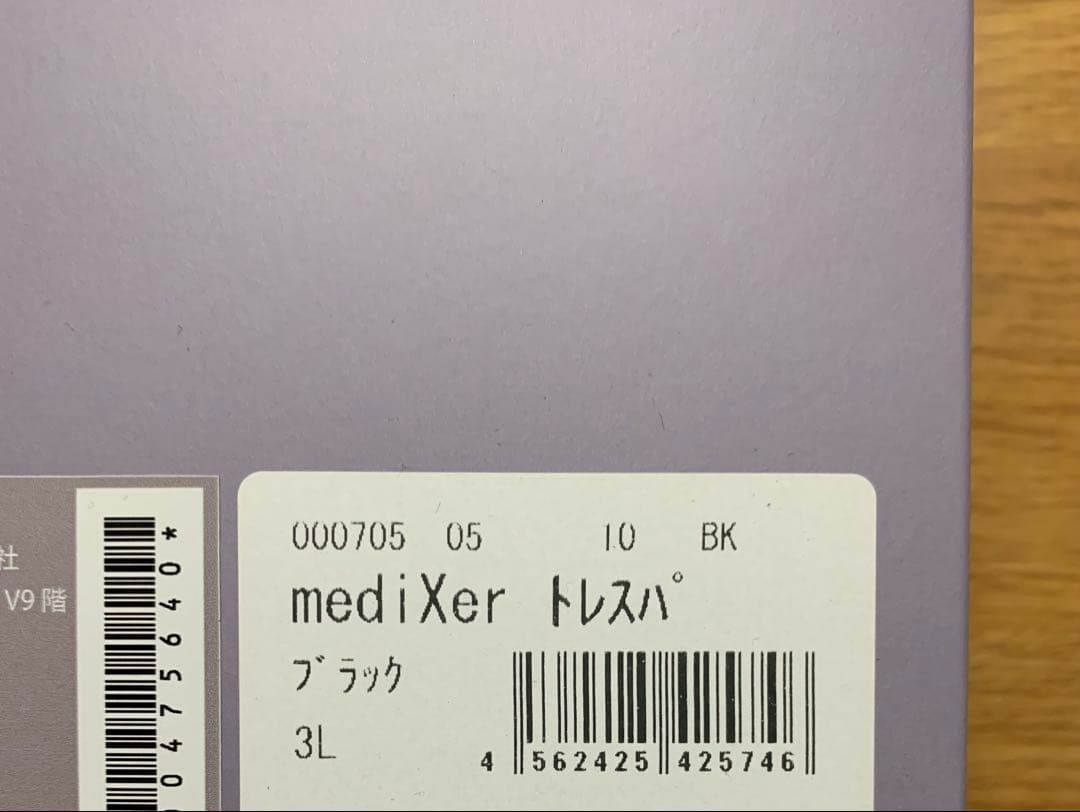 社
V9 階
00475640*
000705 05 10 BK
mediXer ﾄﾚｽﾊﾟ
ﾌﾞﾗｯｸ
3L
4 562425 425746